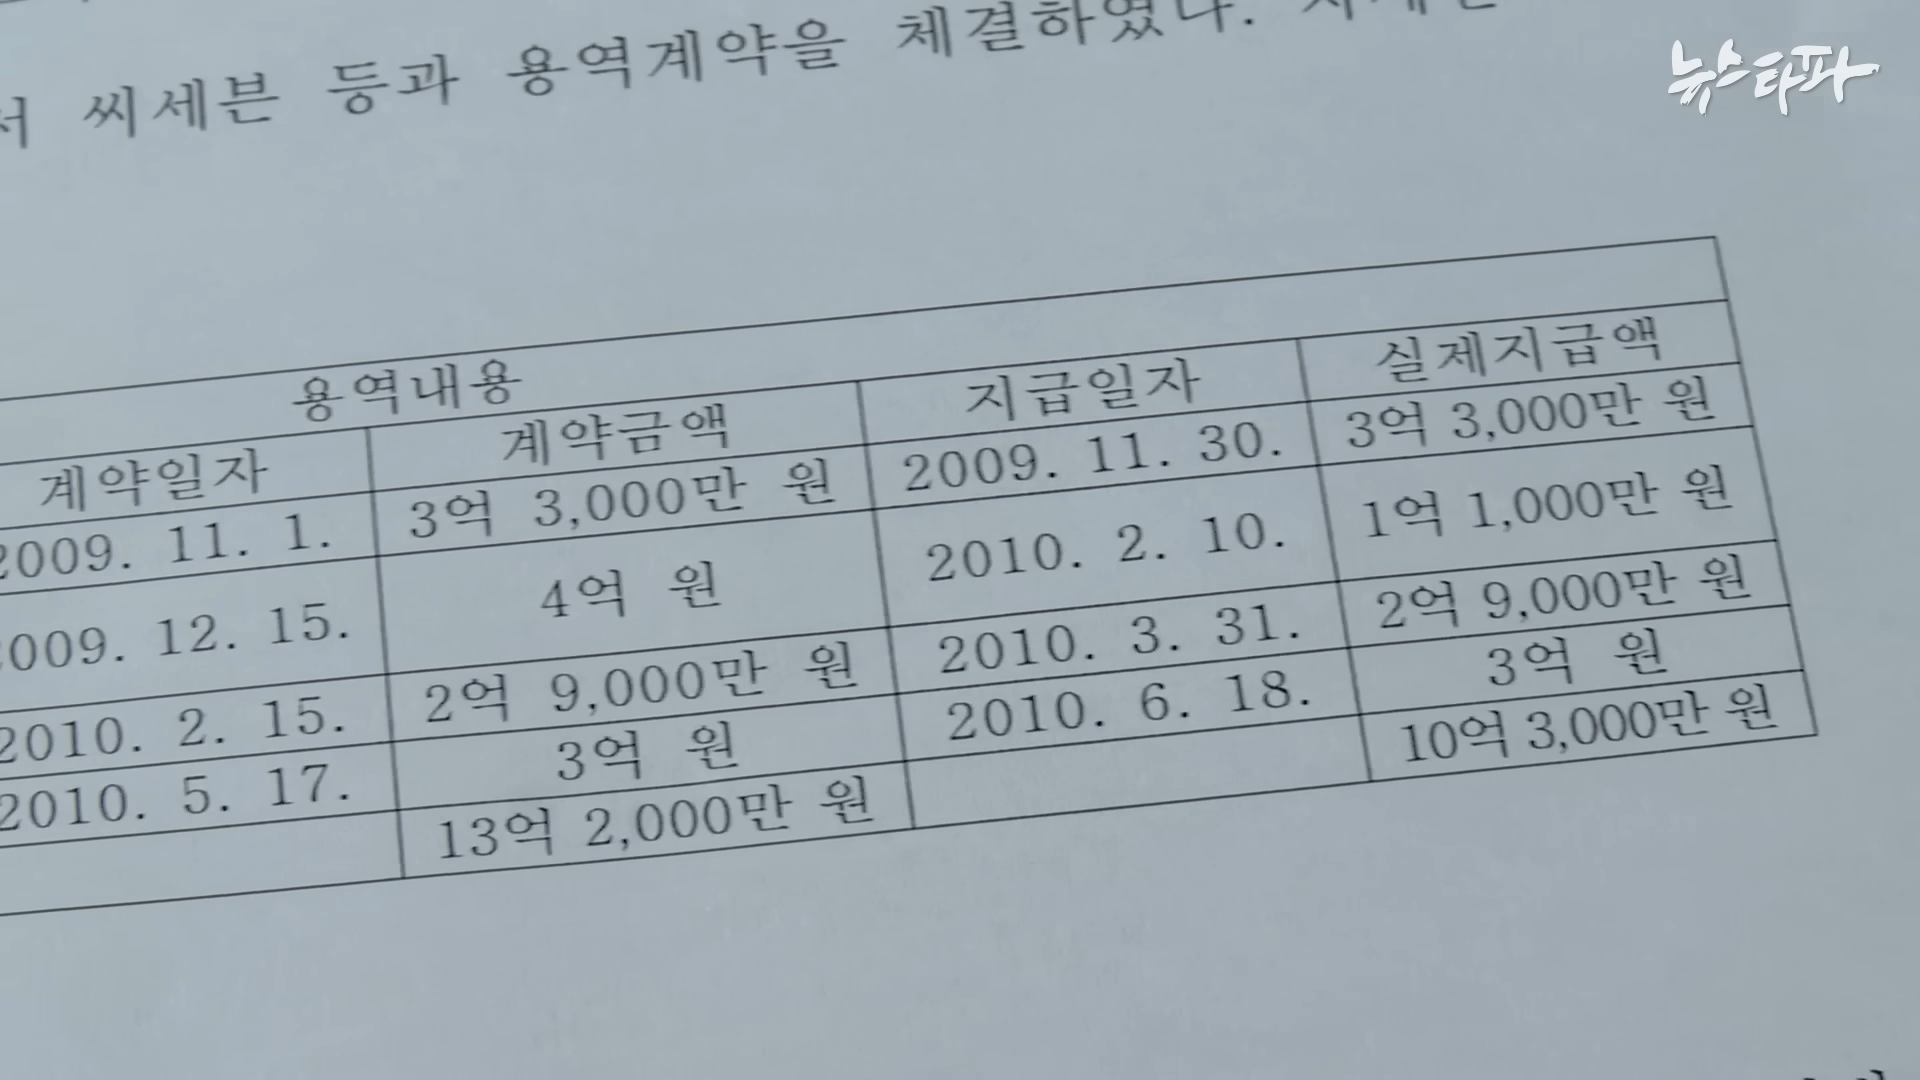 씨세븐 등과 용역계약을 체결하였다.
뉴스타파
용역내용
계약일자 계약금액 지급일자 실제지급액
2009. 11. 1. 3억 3,000만 원 2009. 11. 30. 3억 3,000만 원
2009. 12. 15. 4억 원 2010. 2. 10. 1억 1,000만 원
2010. 2. 15. 2억 9,000만 원 2010. 3. 31. 2억 9,000만 원
2010. 5. 17. 3억 원 2010. 6. 18. 3억 원
13억 2,000만 원 10억 3,000만 원